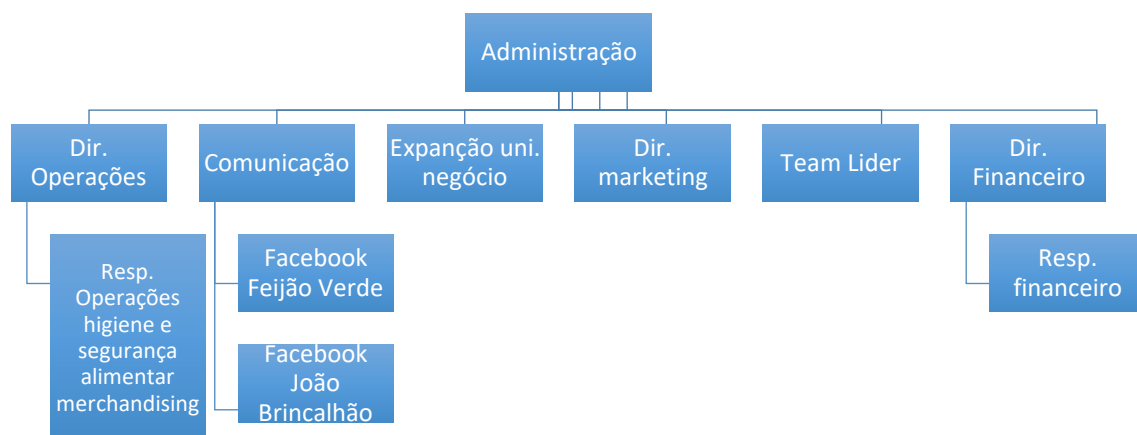 Administração
Dir.
Operações
Comunicação
Expanção uni.
negócio
Dir.
marketing
Team Lider
Dir.
Financeiro
Resp.
Operações
higiene e
segurança
alimentar
merchandising
Facebook
Feijão Verde
Facebook
João
Brincalhão
Resp.
financeiro